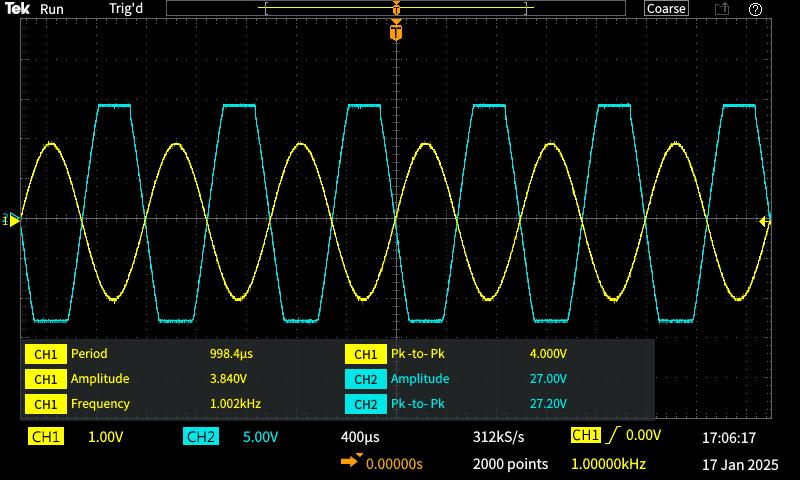 Tek Run Trig'd T Coarse ?
T
2
1
CH1 Period 998.4µs CH1 Pk -to- Pk 4.000V
CH1 Amplitude 3.840V CH2 Amplitude 27.00V
CH1 Frequency 1.002kHz CH2 Pk -to- Pk 27.20V
CH1 1.00V CH2 5.00V 400µs 312kS/s CH1 0.00V 17:06:17
0.00000s 2000 points 1.00000kHz 17 Jan 2025